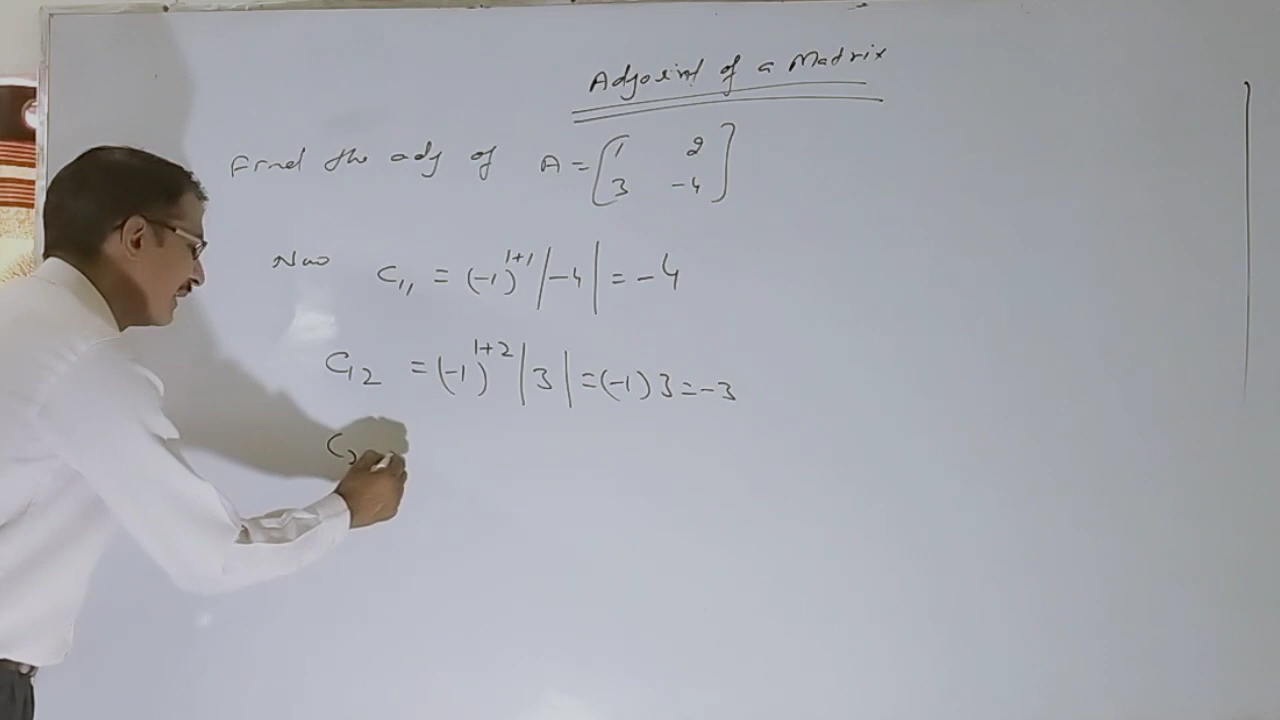 Adjoint of a Matrix
Find the adj of A = [1 2
3 -4]
Now C₁₁ = (-1)¹⁺¹ |-4| = -4
C₁₂ = (-1)¹⁺² |3| = (-1) 3 = -3
C₂